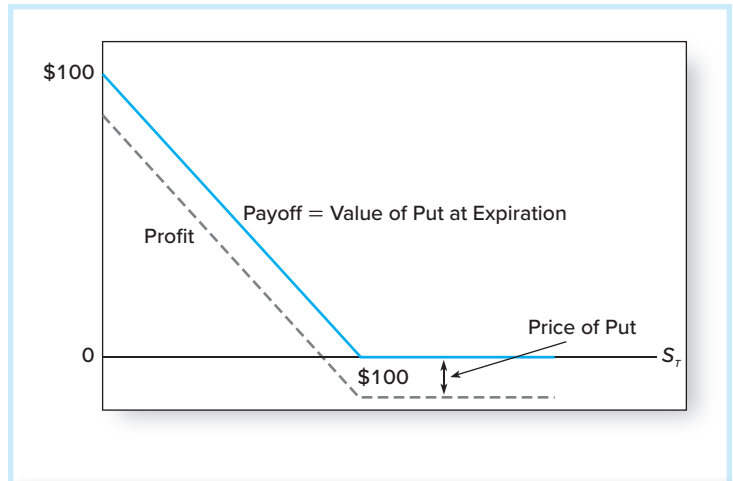 $100
Payoff = Value of Put at Expiration
Profit
Price of Put
0
S_T
$100